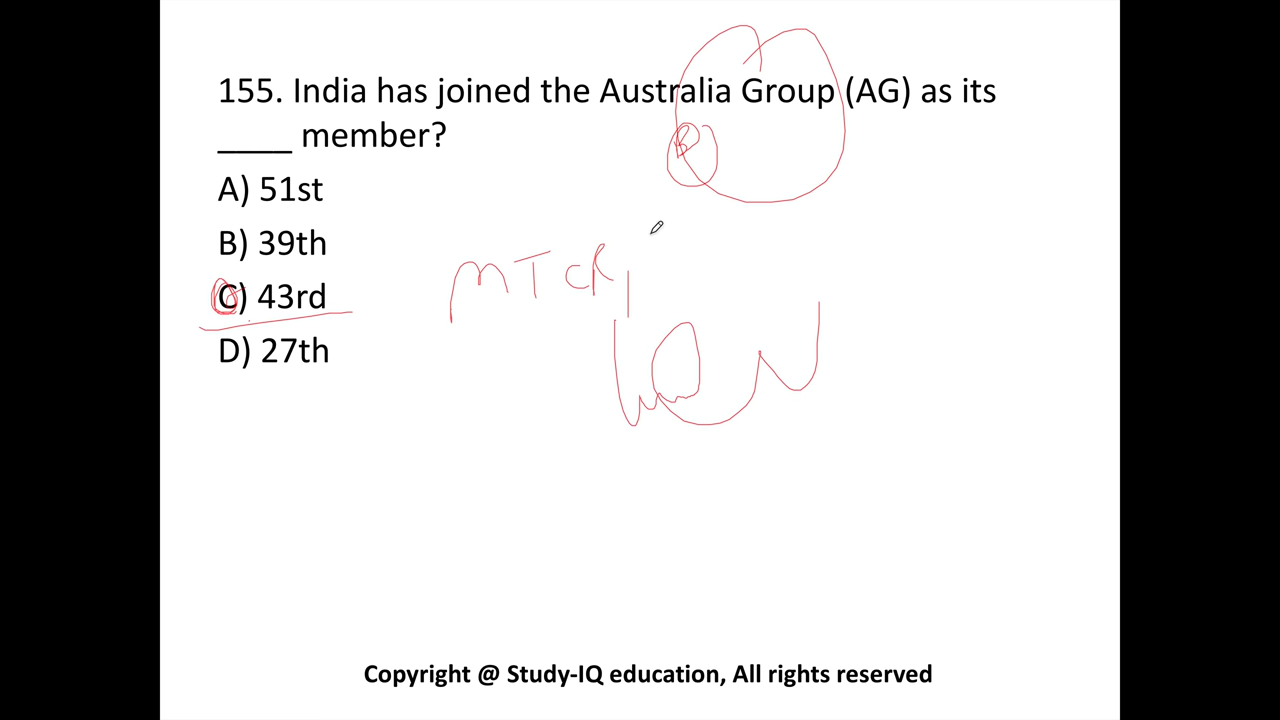 155. India has joined the Australia Group (AG) as its
____ member?
A) 51st
B) 39th
C) 43rd
D) 27th
MTCR,
Copyright @ Study-IQ education, All rights reserved